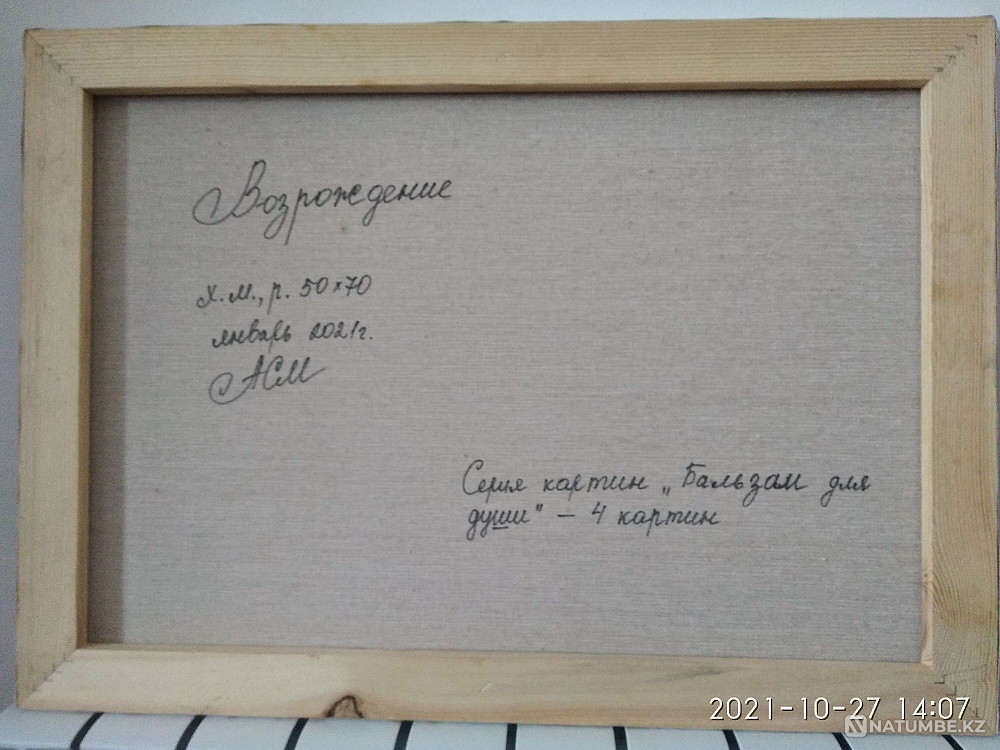 Возрождение
х.м., р. 50×70
январь 2021г.
АСМ
Серия картин „Бальзам для
души" – 4 картин
2021-10-27 14:07
NATUMBE.KZ